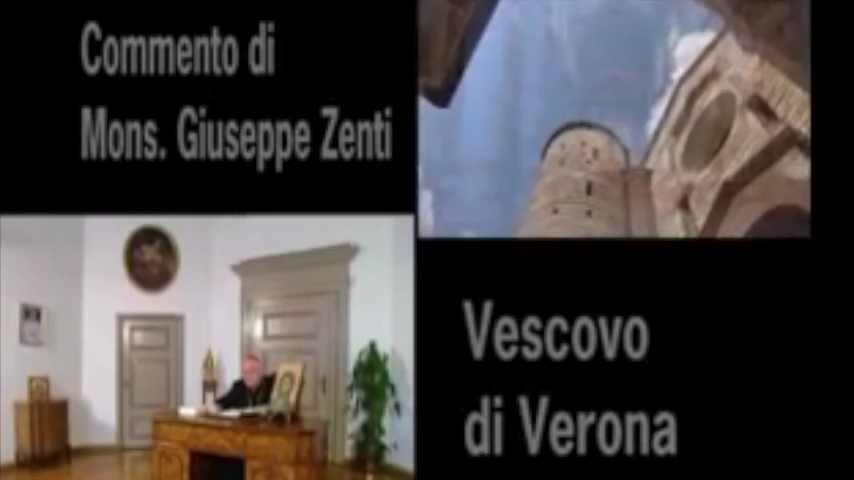 Commento di
Mons. Giuseppe Zenti
Vescovo
di Verona